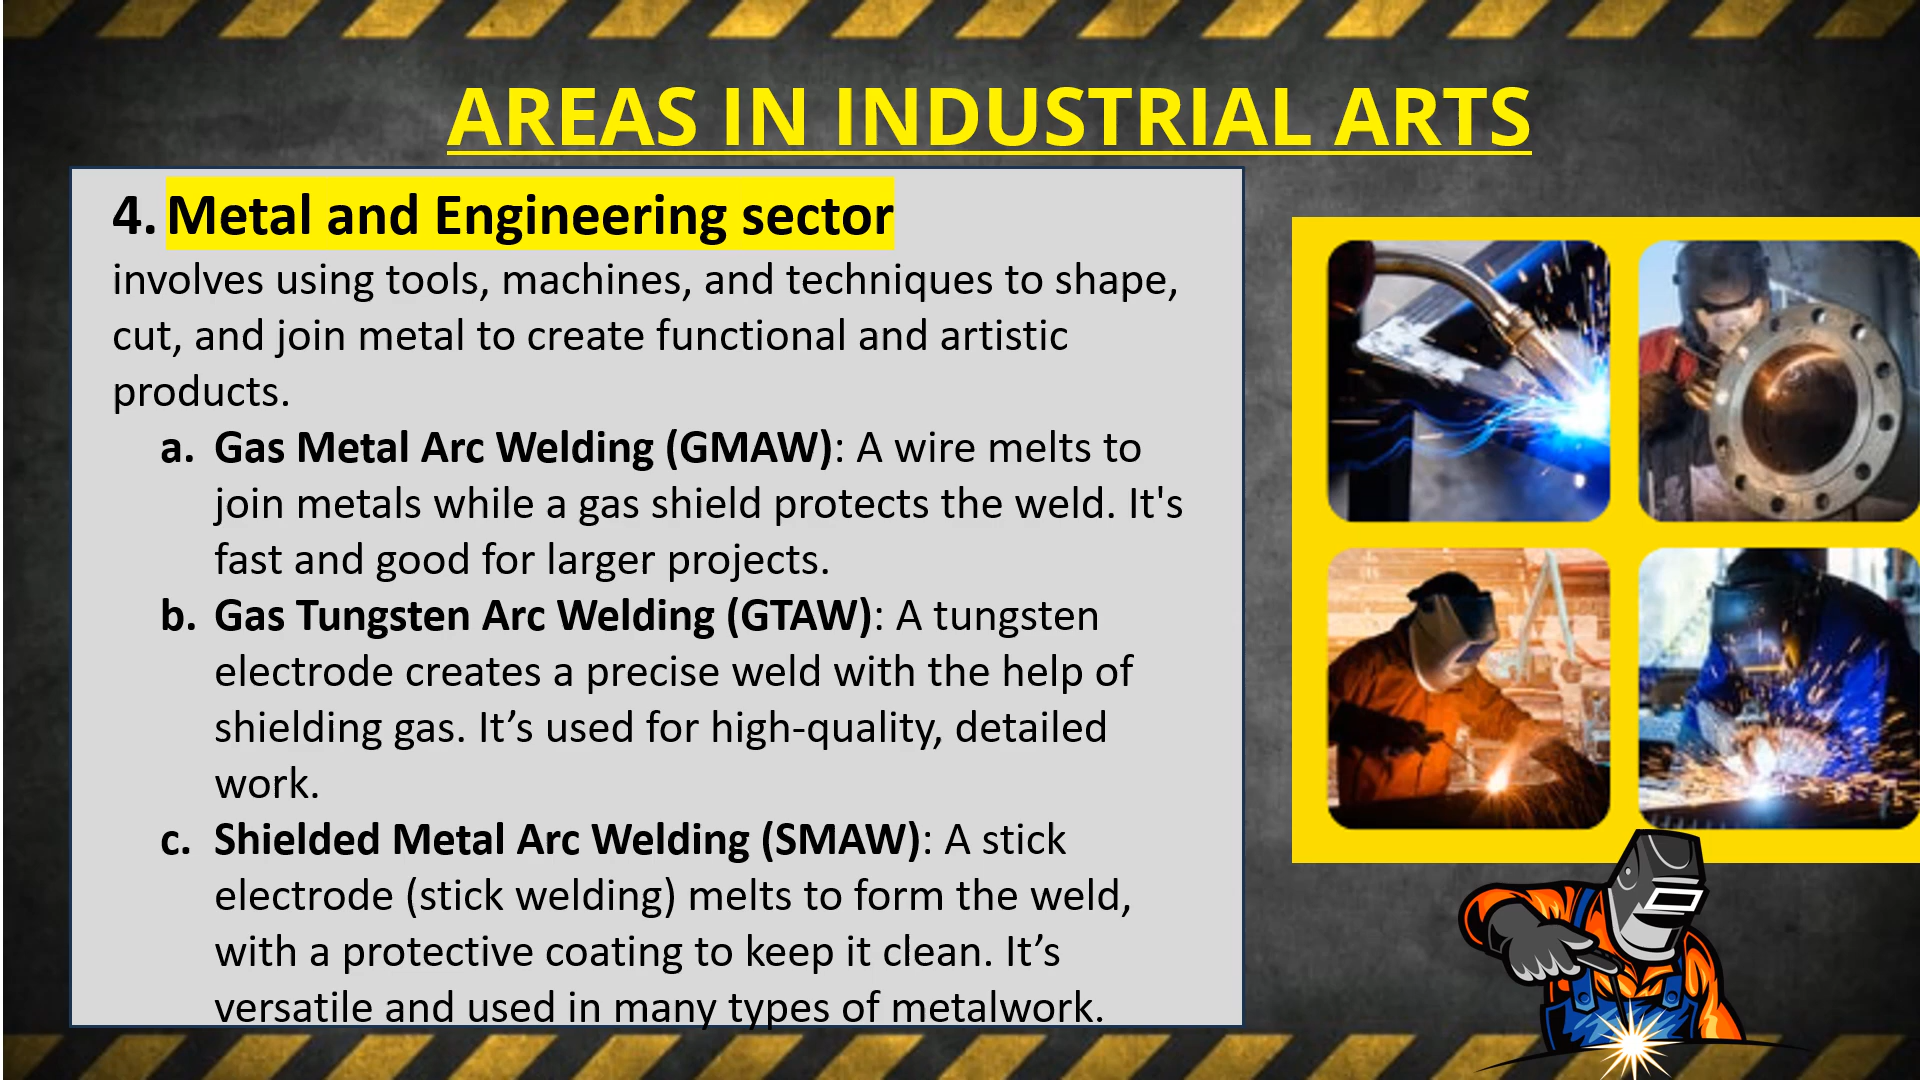 AREAS IN INDUSTRIAL ARTS
4. Metal and Engineering sector
involves using tools, machines, and techniques to shape,
cut, and join metal to create functional and artistic
products.
a. Gas Metal Arc Welding (GMAW): A wire melts to
join metals while a gas shield protects the weld. It's
fast and good for larger projects.
b. Gas Tungsten Arc Welding (GTAW): A tungsten
electrode creates a precise weld with the help of
shielding gas. It’s used for high-quality, detailed
work.
c. Shielded Metal Arc Welding (SMAW): A stick
electrode (stick welding) melts to form the weld,
with a protective coating to keep it clean. It’s
versatile and used in many types of metalwork.